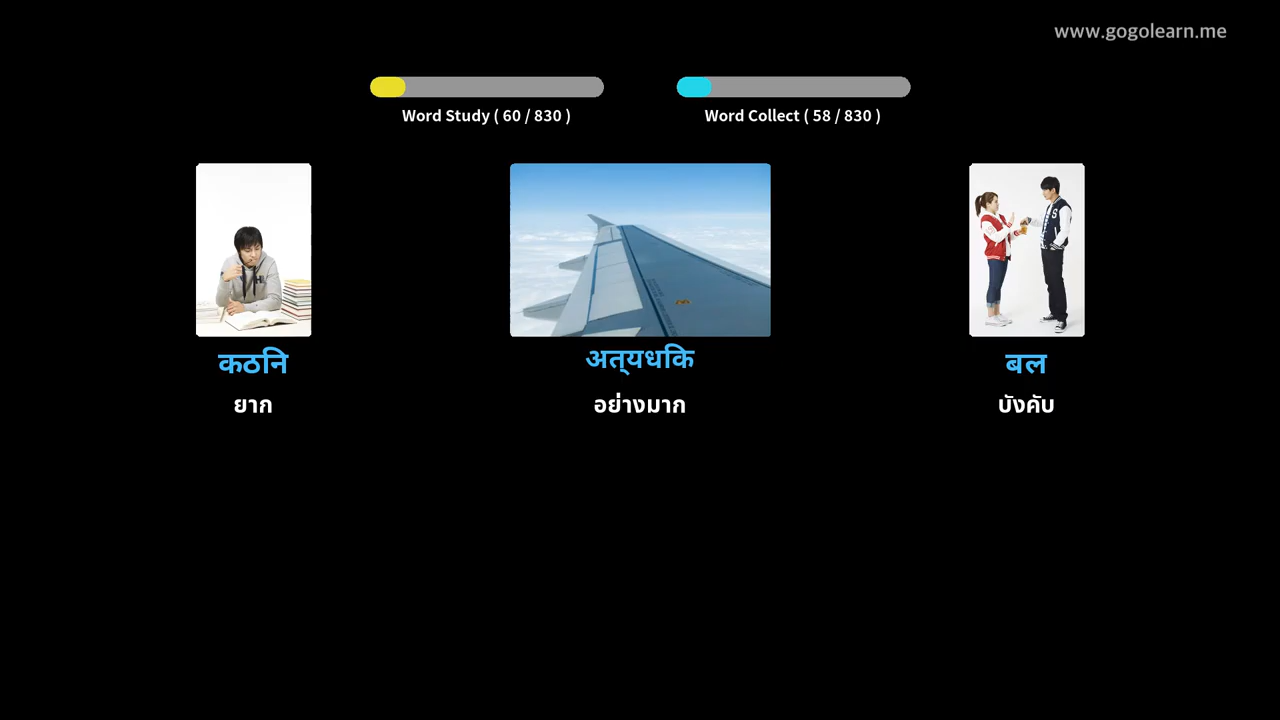 www.gogolearn.me
Word Study ( 60 / 830 )
Word Collect ( 58 / 830 )
कठनि
अत्‌यधकि
बल
ยาก
อย่างมาก
บังคับ